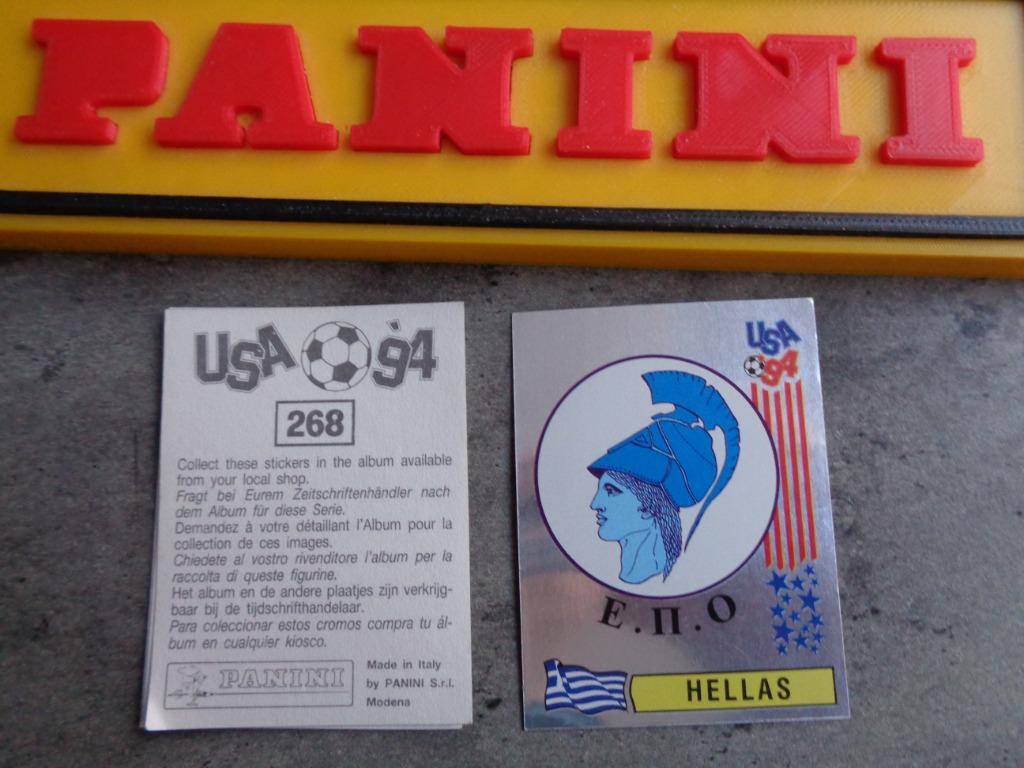 PANINI
USA '94
268
Collect these stickers in the album available
from your local shop.
Fragt bei Eurem Zeitschriftenhändler nach
dem Album für diese Serie.
Demandez à votre détaillant l'Album pour la
collection de ces images.
Chiedete al vostro rivenditore l'album per la
raccolta di queste figurine.
Het album en de andere plaatjes zijn verkrijg-
baar bij de tijdschrifthandelaar.
Para coleccionar estos cromos compra tu ál-
bum en cualquier kiosco.
PANINI
Made in Italy
by PANINI S.r.l.
Modena
USA
'94
Ε.Π.Ο
HELLAS